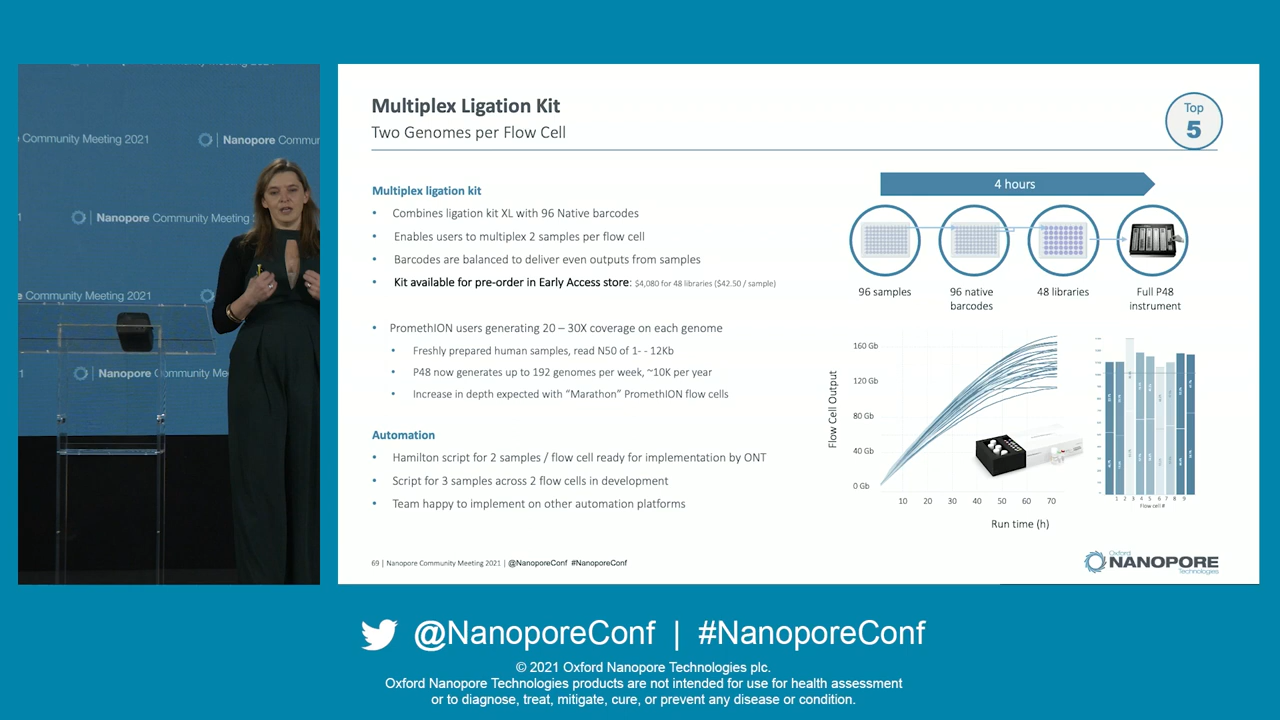 Community Meeting 2021
Nanopore Commun
Nanopore Community Meeting
Community Meeting 2021
Nanopore Community Me
Multiplex Ligation Kit
Two Genomes per Flow Cell
Top
5
Multiplex ligation kit
• Combines ligation kit XL with 96 Native barcodes
• Enables users to multiplex 2 samples per flow cell
• Barcodes are balanced to deliver even outputs from samples
• Kit available for pre-order in Early Access store: $4,080 for 48 libraries ($42.50 / sample)
• PromethION users generating 20 – 30X coverage on each genome
• Freshly prepared human samples, read N50 of 1- - 12Kb
• P48 now generates up to 192 genomes per week, ~10K per year
• Increase in depth expected with “Marathon” PromethION flow cells
Automation
• Hamilton script for 2 samples / flow cell ready for implementation by ONT
• Script for 3 samples across 2 flow cells in development
• Team happy to implement on other automation platforms
4 hours
96 samples
96 native
barcodes
48 libraries
Full P48
instrument
Flow Cell Output
160 Gb
120 Gb
80 Gb
40 Gb
0 Gb
10 20 30 40 50 60 70
Run time (h)
1 2 3 4 5 6 7 8 9
Flow cell #
69 | Nanopore Community Meeting 2021 | @NanoporeConf #NanoporeConf
Oxford
NANOPORE
Technologies
@NanoporeConf | #NanoporeConf
© 2021 Oxford Nanopore Technologies plc.
Oxford Nanopore Technologies products are not intended for use for health assessment
or to diagnose, treat, mitigate, cure, or prevent any disease or condition.